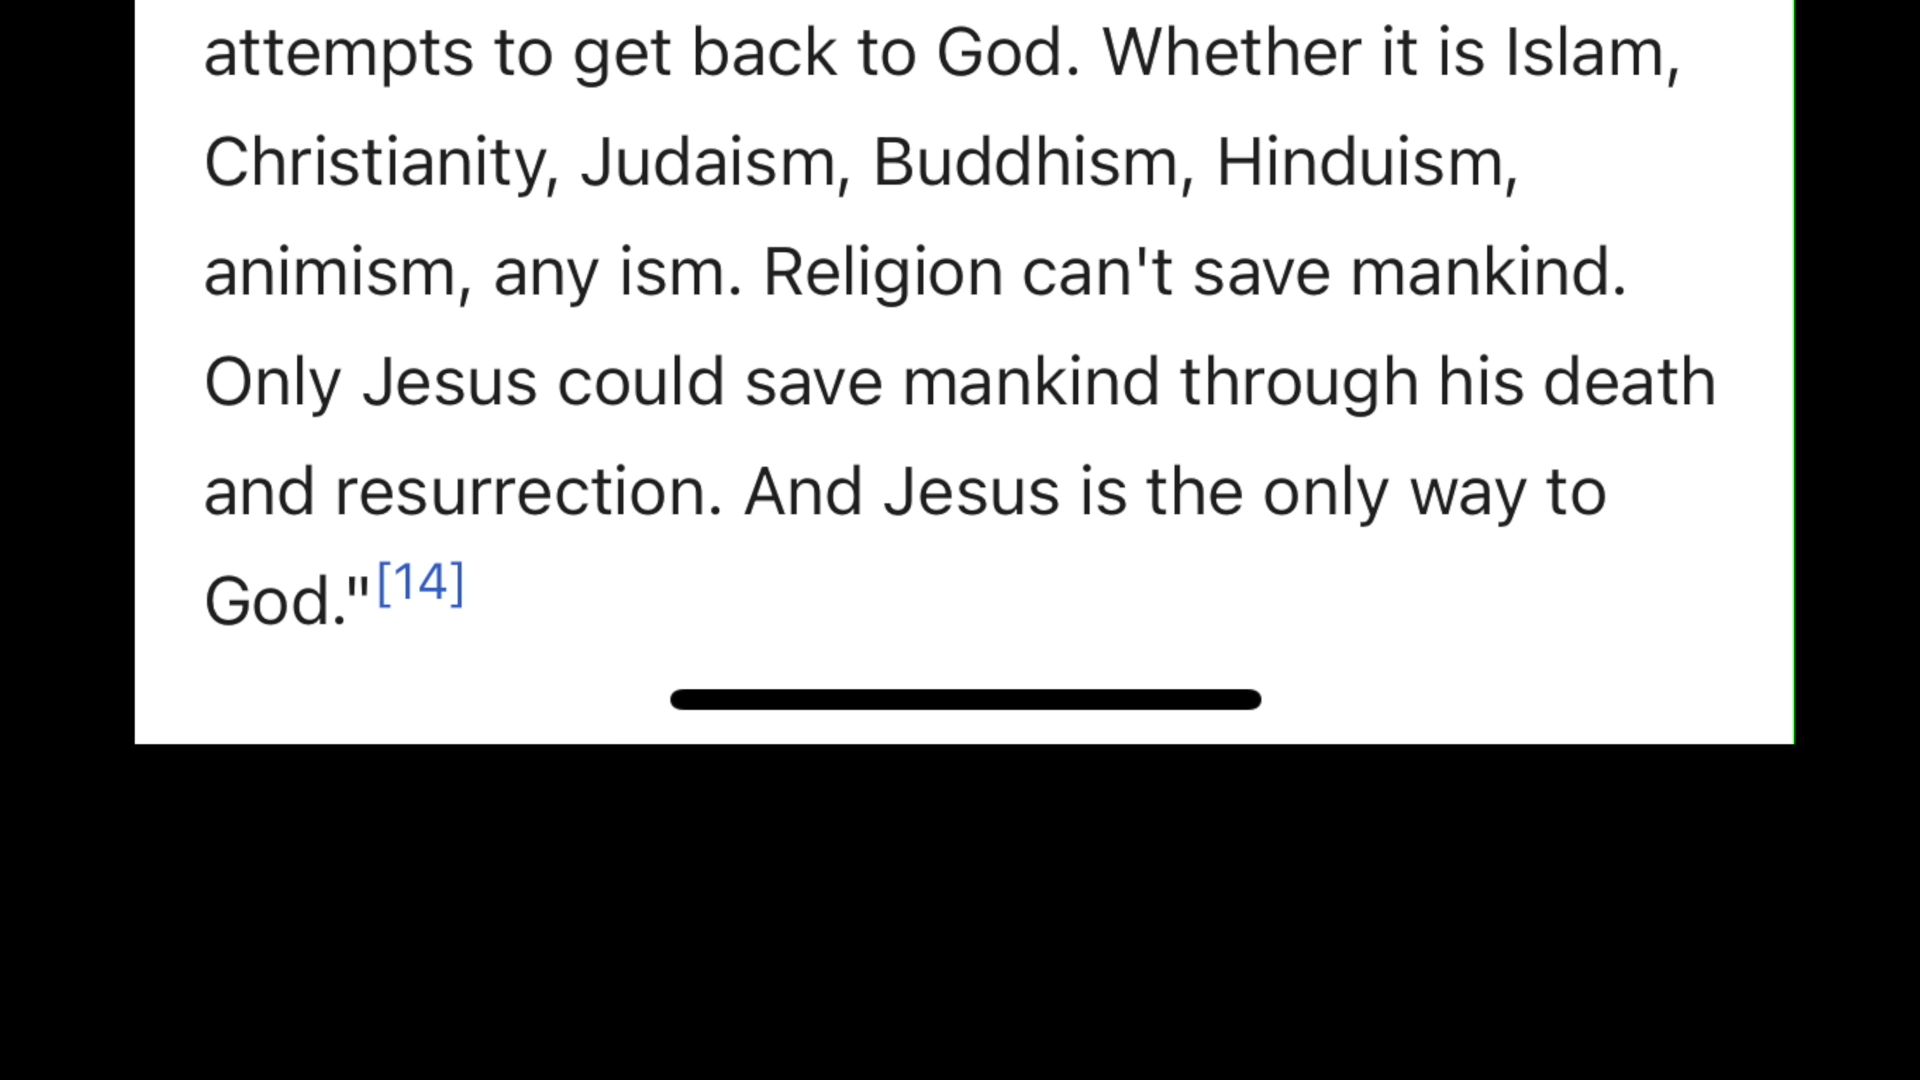 attempts to get back to God. Whether it is Islam,
Christianity, Judaism, Buddhism, Hinduism,
animism, any ism. Religion can't save mankind.
Only Jesus could save mankind through his death
and resurrection. And Jesus is the only way to
God."[14]